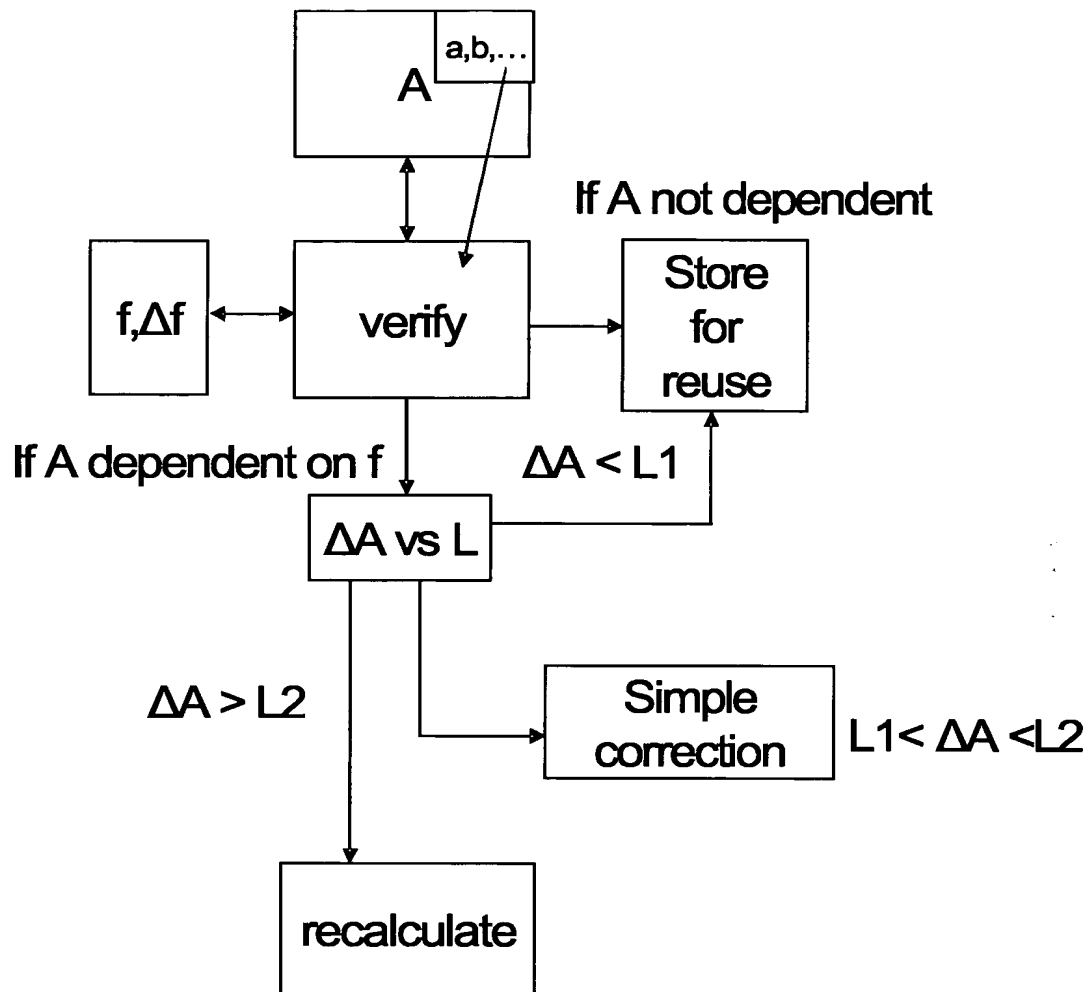 a,b,...
A
If A not dependent
f,Δf
verify
Store
for
reuse
If A dependent on f
ΔA < L1
ΔA vs L
ΔA > L2
Simple
correction
L1< ΔA <L2
recalculate